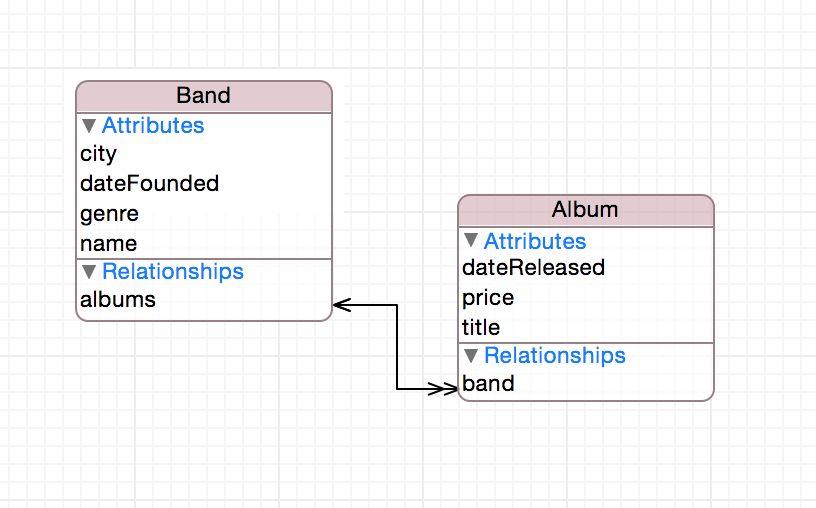 Band
Attributes
city
dateFounded
genre
name
Relationships
albums
Album
Attributes
dateReleased
price
title
Relationships
band